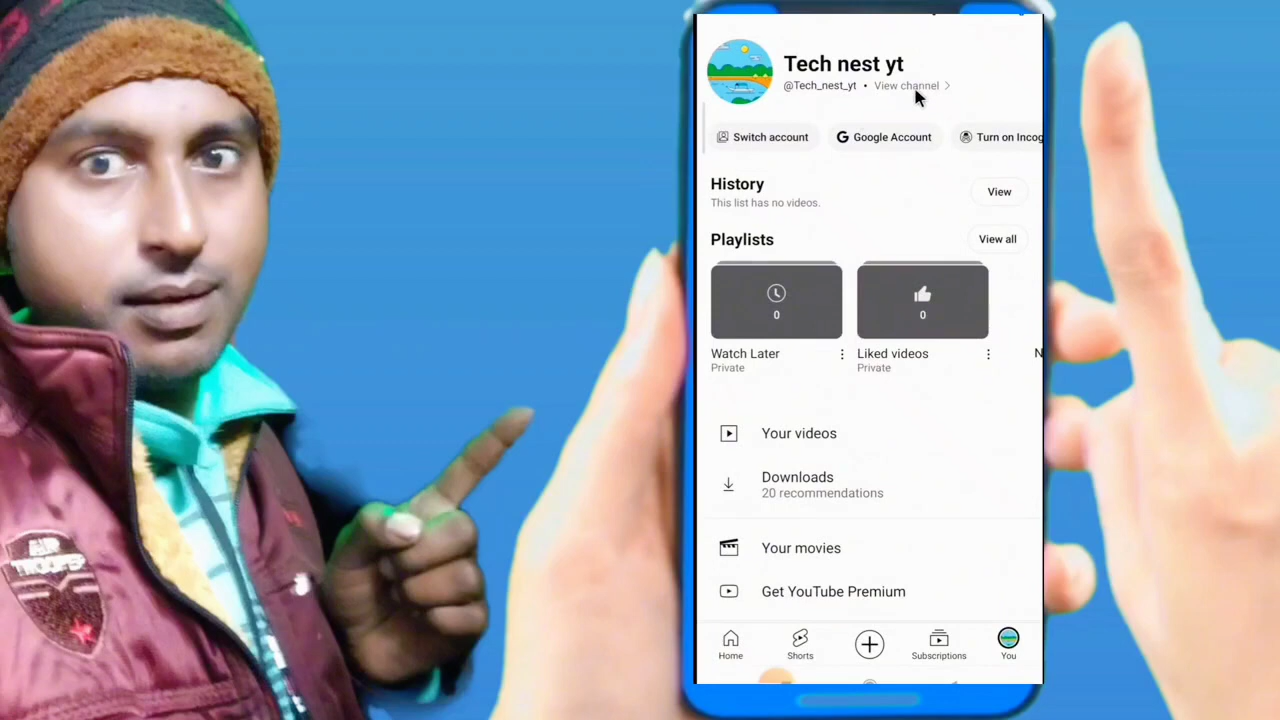 Tech nest yt
@Tech_nest_yt • View channel >
Switch account
Google Account
Turn on Incog
History
This list has no videos.
View
Playlists
View all
0
0
Watch Later
Liked videos
N
Private
Private
Your videos
Downloads
20 recommendations
Your movies
Get YouTube Premium
Home
Shorts
Subscriptions
You
AIR
TROOPER